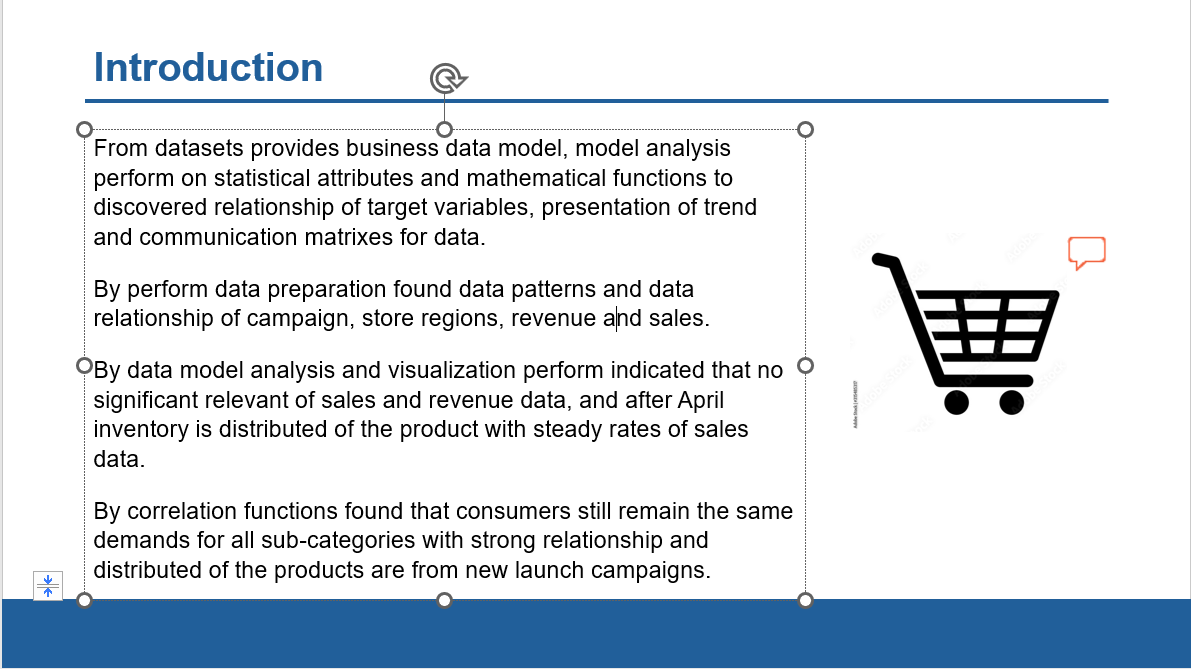 Introduction
From datasets provides business data model, model analysis
perform on statistical attributes and mathematical functions to
discovered relationship of target variables, presentation of trend
and communication matrixes for data.
By perform data preparation found data patterns and data
relationship of campaign, store regions, revenue and sales.
By data model analysis and visualization perform indicated that no
significant relevant of sales and revenue data, and after April
inventory is distributed of the product with steady rates of sales
data.
By correlation functions found that consumers still remain the same
demands for all sub-categories with strong relationship and
distributed of the products are from new launch campaigns.